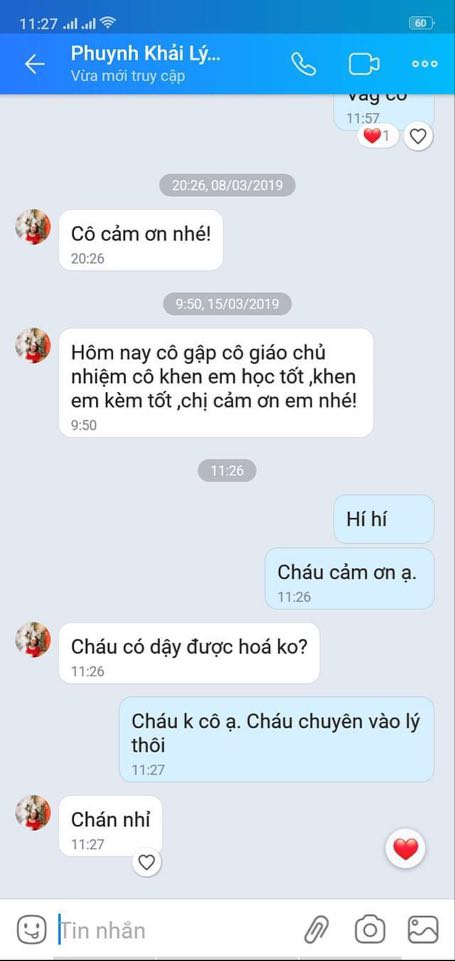 11:27
60
Phuynh Khải Lý...
Vừa mới truy cập
vâg cô
11:57
1
20:26, 08/03/2019
Cô cảm ơn nhé!
20:26
9:50, 15/03/2019
Hôm nay cô gập cô giáo chủ
nhiệm cô khen em học tốt ,khen
em kèm tốt ,chị cảm ơn em nhé!
9:50
11:26
Hí hí
Cháu cảm ơn ạ.
11:26
Cháu có dậy được hoá ko?
11:26
Cháu k cô ạ. Cháu chuyên vào lý
thôi
11:27
Chán nhỉ
11:27
Tin nhắn